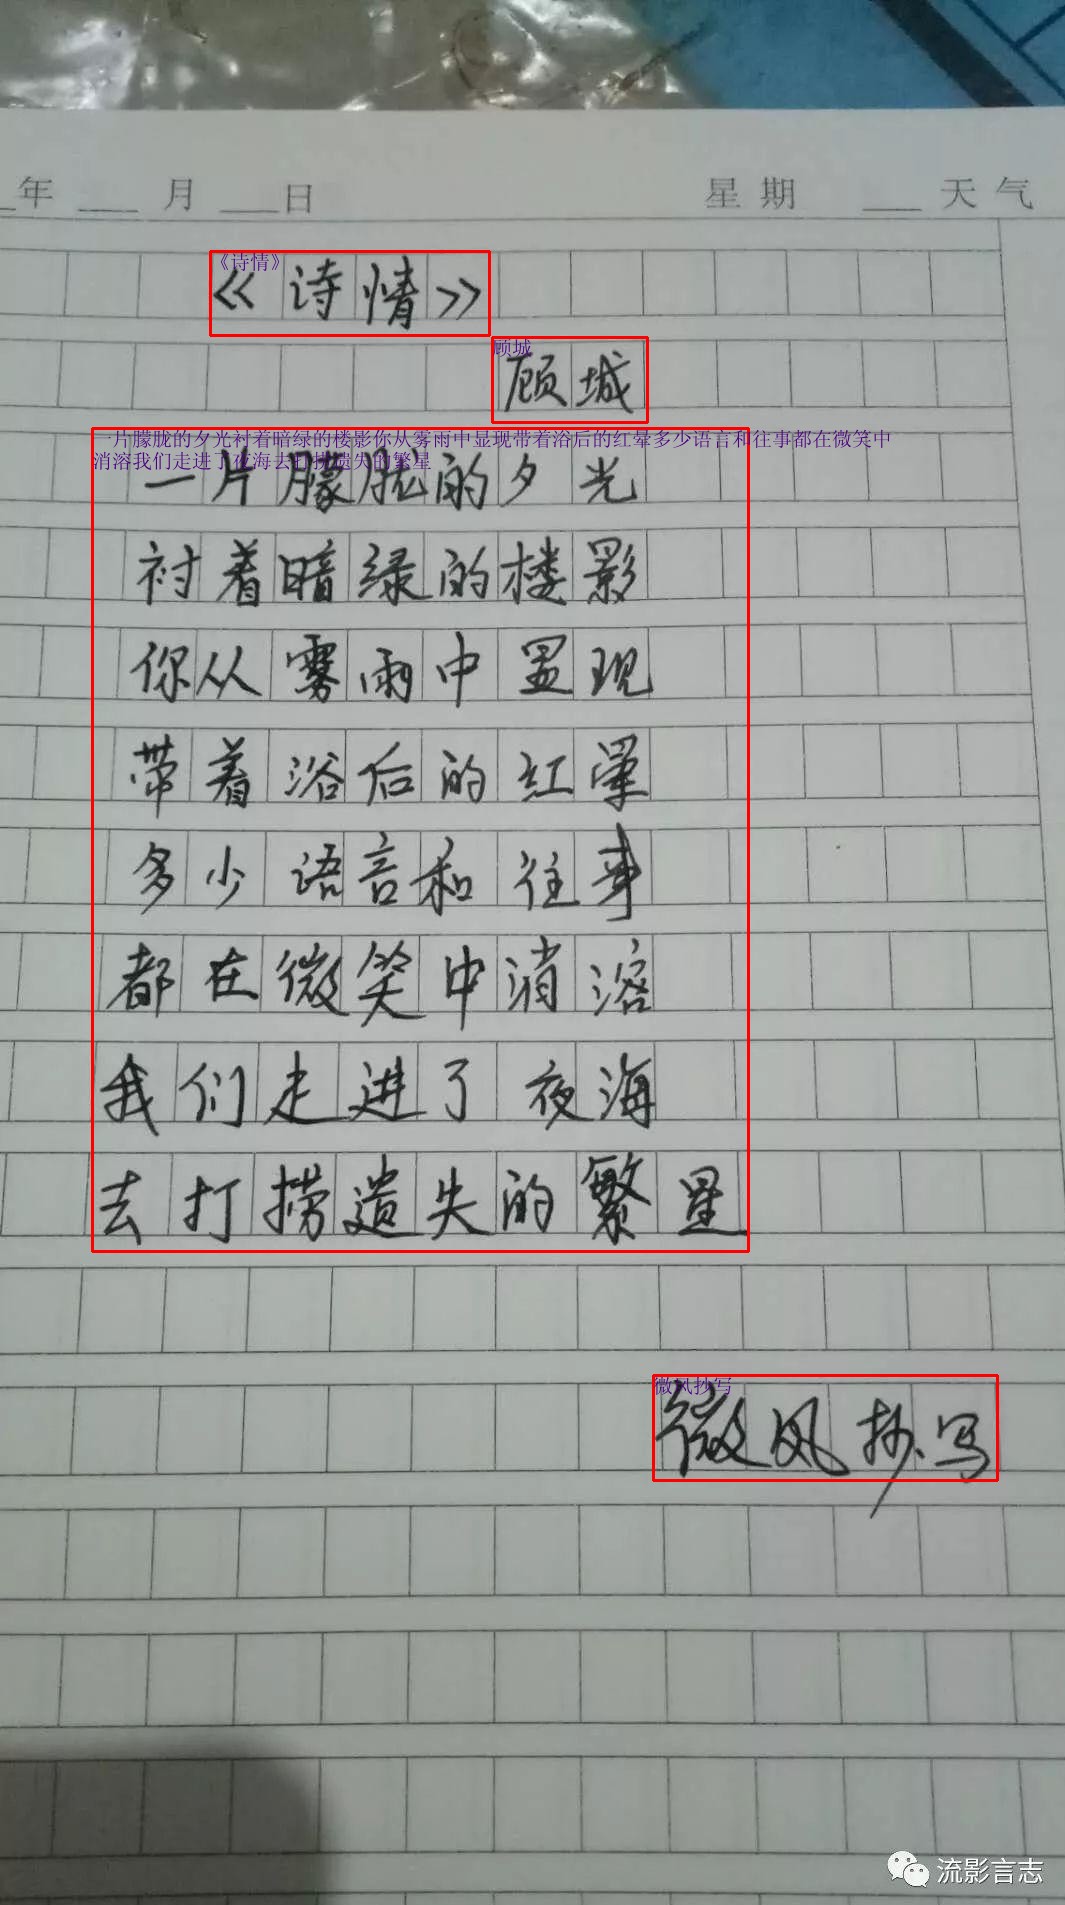 年 月 日 星期 天气
《诗情》
《诗情》
顾城
顾城
一片朦胧的夕光衬着暗绿的楼影你从雾雨中显现带着浴后的红晕多少语言和往事都在微笑中
消溶我们走进了夜海去打捞遗失的繁星
一片朦胧的夕光
衬着暗绿的楼影
你从雾雨中显现
带着浴后的红晕
多少语言和往事
都在微笑中消溶
我们走进了夜海
去打捞遗失的繁星
微风抄写
微风抄写
流影言志